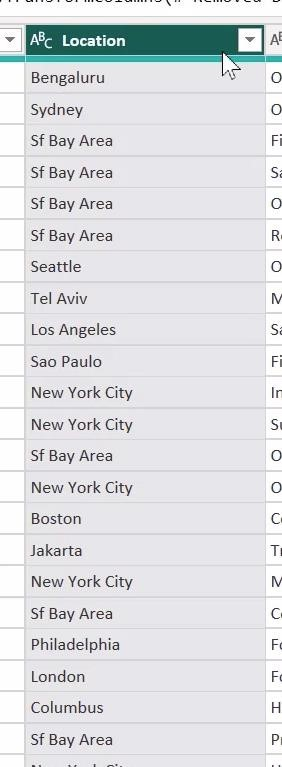 ABC Location
Bengaluru
Sydney
Sf Bay Area
Sf Bay Area
Sf Bay Area
Sf Bay Area
Seattle
Tel Aviv
Los Angeles
Sao Paulo
New York City
New York City
Sf Bay Area
New York City
Boston
Jakarta
New York City
Sf Bay Area
Philadelphia
London
Columbus
Sf Bay Area